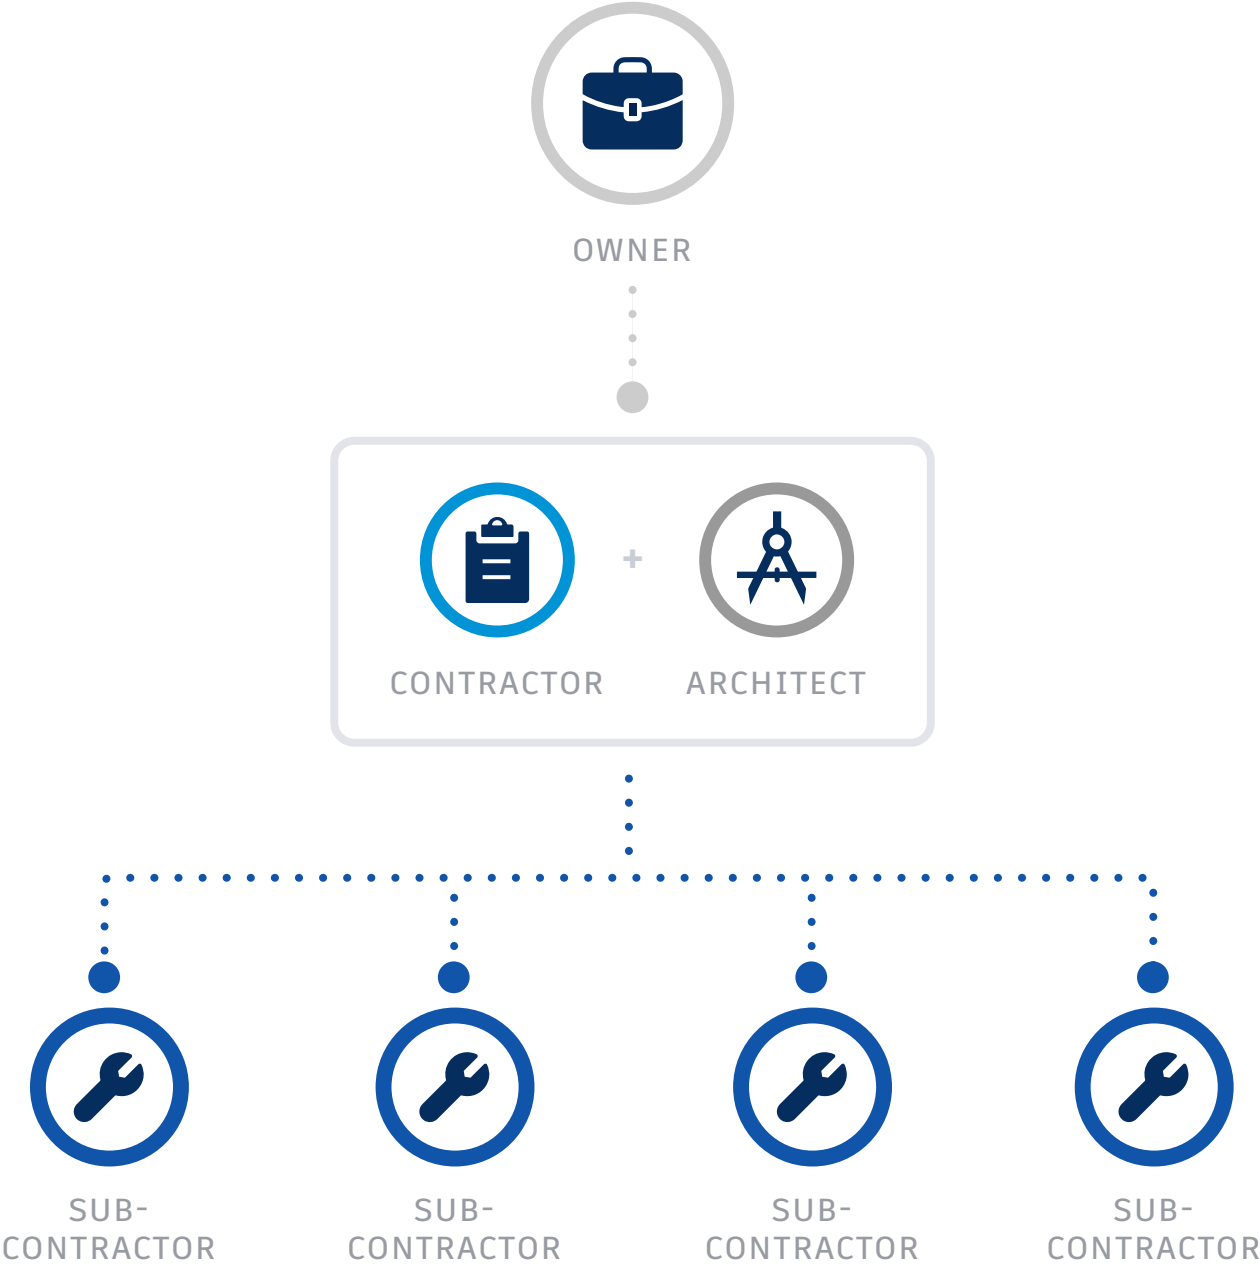 OWNER
CONTRACTOR + ARCHITECT
SUB- SUB- SUB- SUB-
CONTRACTOR CONTRACTOR CONTRACTOR CONTRACTOR